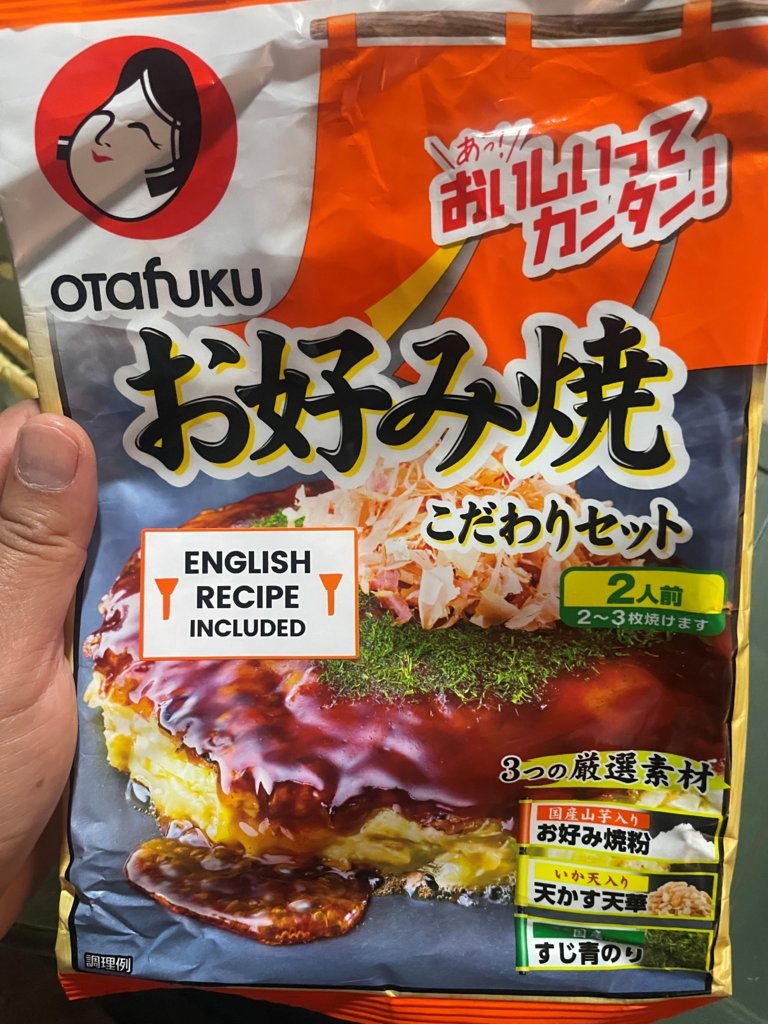 あっ!
おいしいって
カンタン!
OTAFUKU
お好み焼
こだわりセット
ENGLISH
RECIPE
INCLUDED
2人前
2〜3枚焼けます
3つの厳選素材
国産山芋入り
お好み焼粉
いか天入り
天かす天華
国産
すじ青のり
調理例